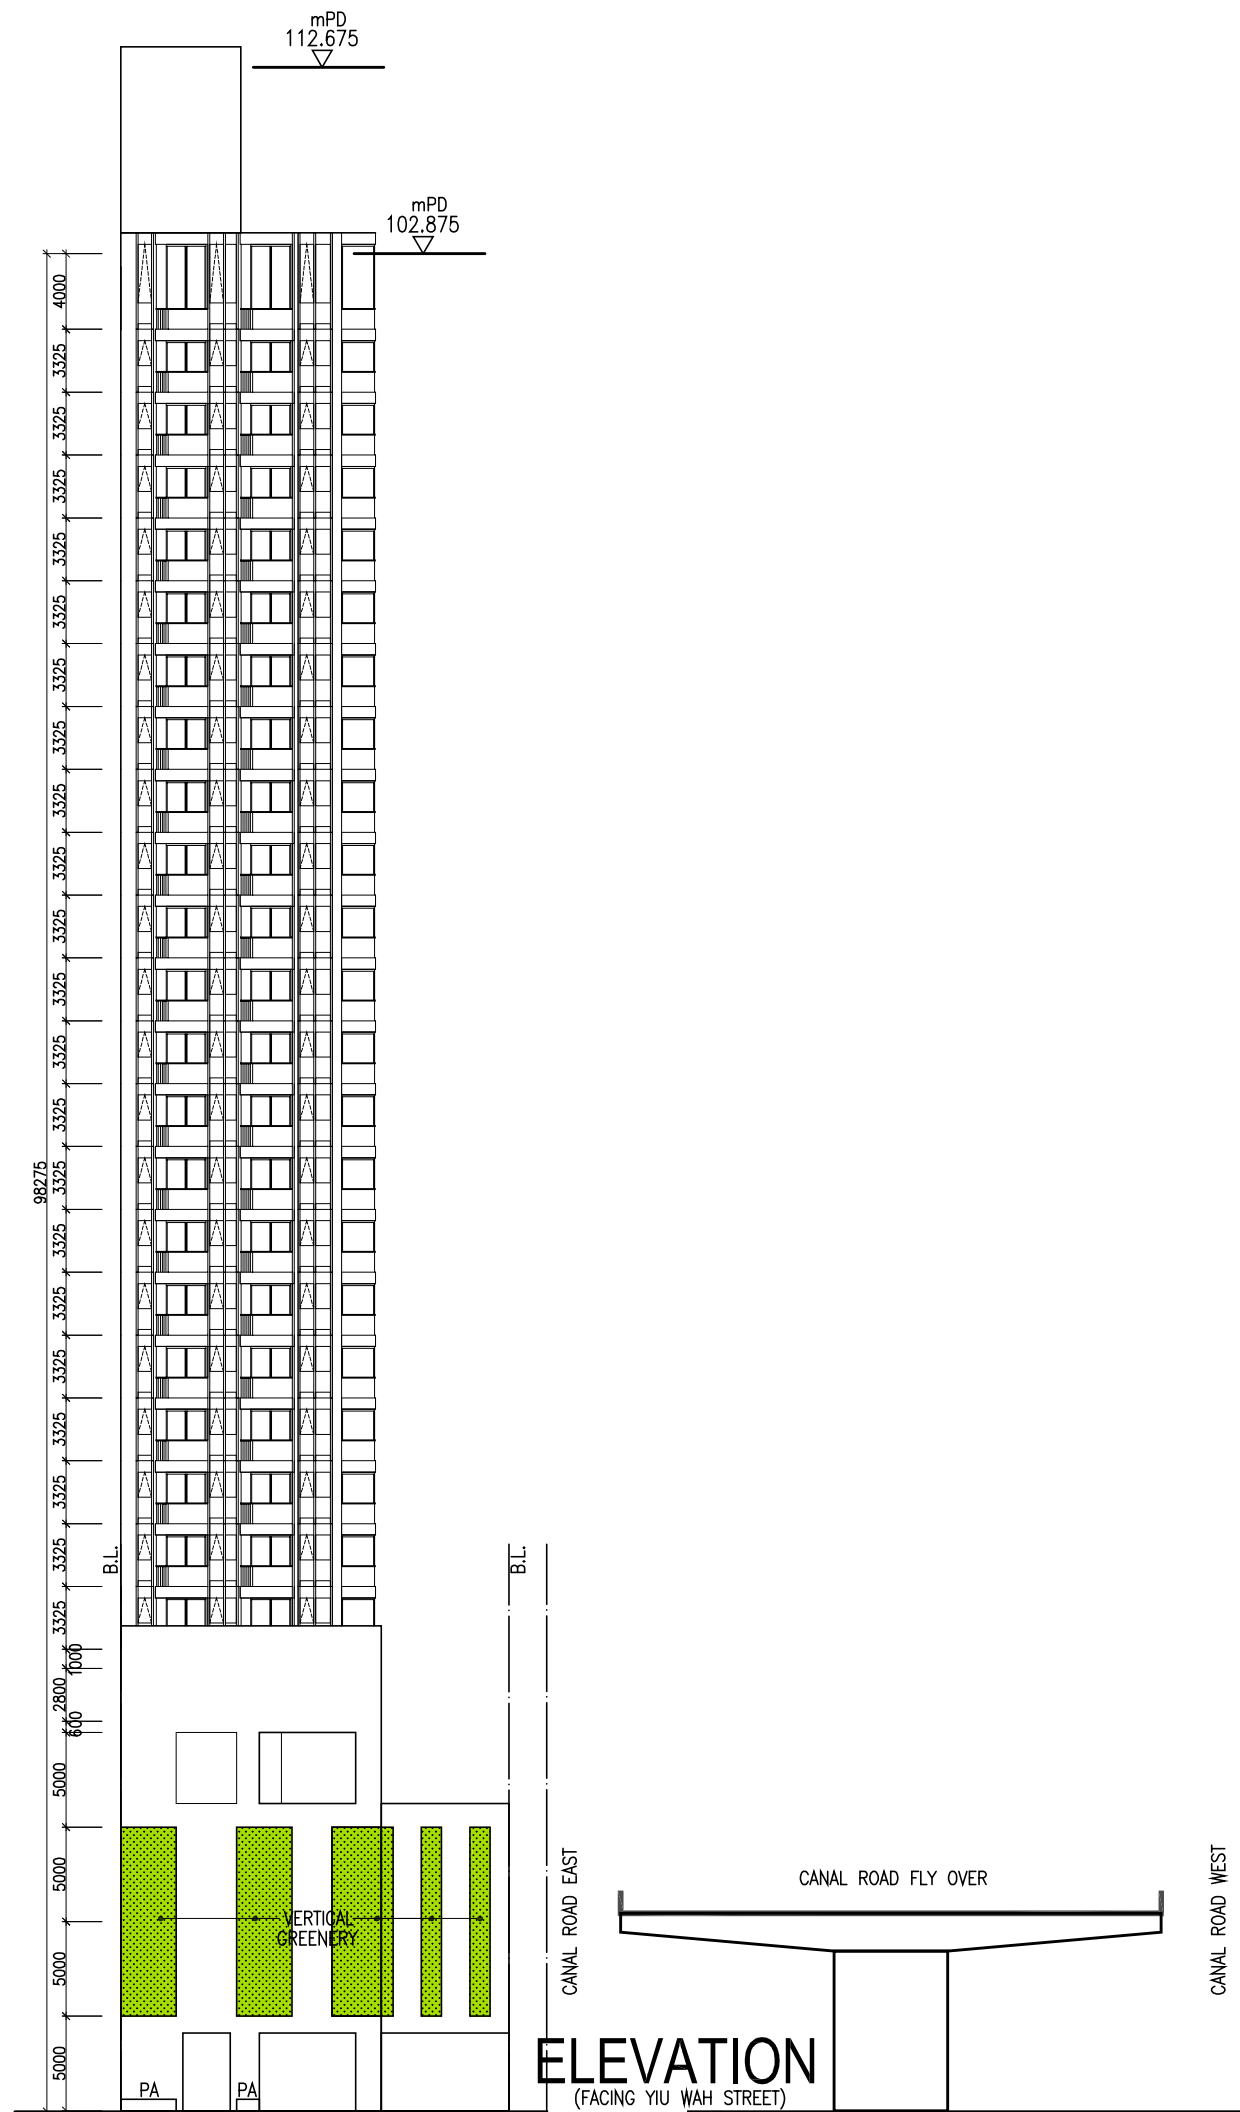 mPD
112.675
mPD
102.875
4000
3325
3325
3325
3325
3325
3325
3325
3325
3325
3325
3325
3325
3325
3325
98275
3325
3325
3325
3325
3325
3325
3325
B.L.
B.L.
1000
2800
600
5000
5000
5000
5000
VERTICAL
GREENERY
PA
PA
CANAL ROAD EAST
CANAL ROAD FLY OVER
CANAL ROAD WEST
ELEVATION
(FACING YIU WAH STREET)